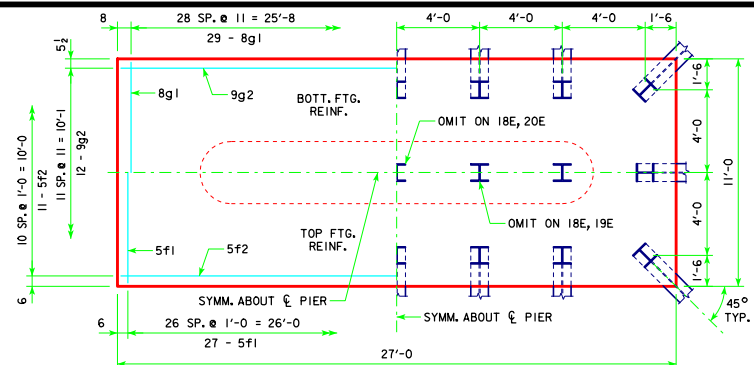 8
28 SP. @ 11 = 25'-8
29 - 8g1
4'-0
4'-0
4'-0
1'-6
5 1/2
8g1
9g2
BOTT. FTG.
REINF.
OMIT ON 18E, 20E
1'-6
4'-0
11'-0
10 SP. @ 1'-0 = 10'-0
11 - 5f2
11 SP. @ 11 = 10'-1
12 - 9g2
OMIT ON 18E, 19E
4'-0
TOP FTG.
REINF.
5f1
5f2
1'-6
6
SYMM. ABOUT ℄ PIER
SYMM. ABOUT ℄ PIER
45°
TYP.
6
26 SP. @ 1'-0 = 26'-0
27 - 5f1
27'-0